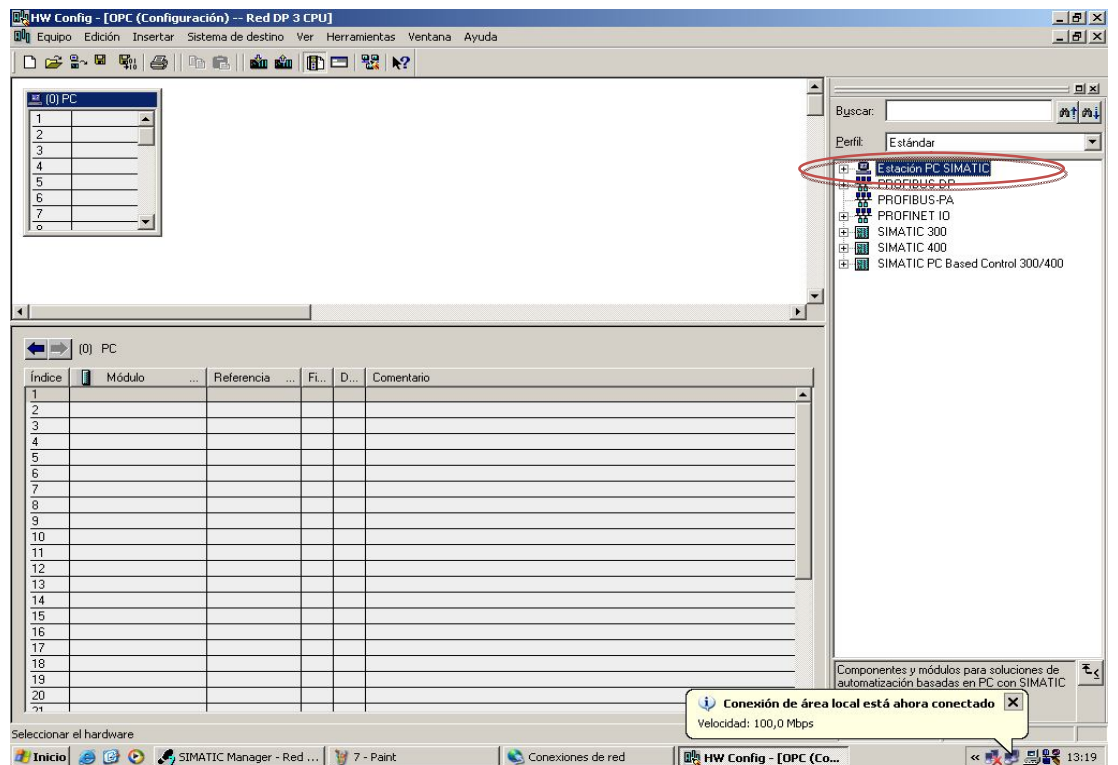 HW Config - [OPC (Configuración) -- Red DP 3 CPU]
Equipo Edición Insertar Sistema de destino Ver Herramientas Ventana Ayuda
(0) PC
1
2
3
4
5
6
7
Buscar:
Perfil: Estándar
Estación PC SIMATIC
PROFIBUS-DP
PROFIBUS-PA
PROFINET IO
SIMATIC 300
SIMATIC 400
SIMATIC PC Based Control 300/400
(0) PC
Índice Módulo ... Referencia ... Fi... D... Comentario
1
2
3
4
5
6
7
8
9
10
11
12
13
14
15
16
17
18
19
20
21
Componentes y módulos para soluciones de
automatización basadas en PC con SIMATIC
Conexión de área local está ahora conectado
Velocidad: 100,0 Mbps
Seleccionar el hardware
Inicio SIMATIC Manager - Red ... 7 - Paint Conexiones de red HW Config - [OPC (Co... « 13:19